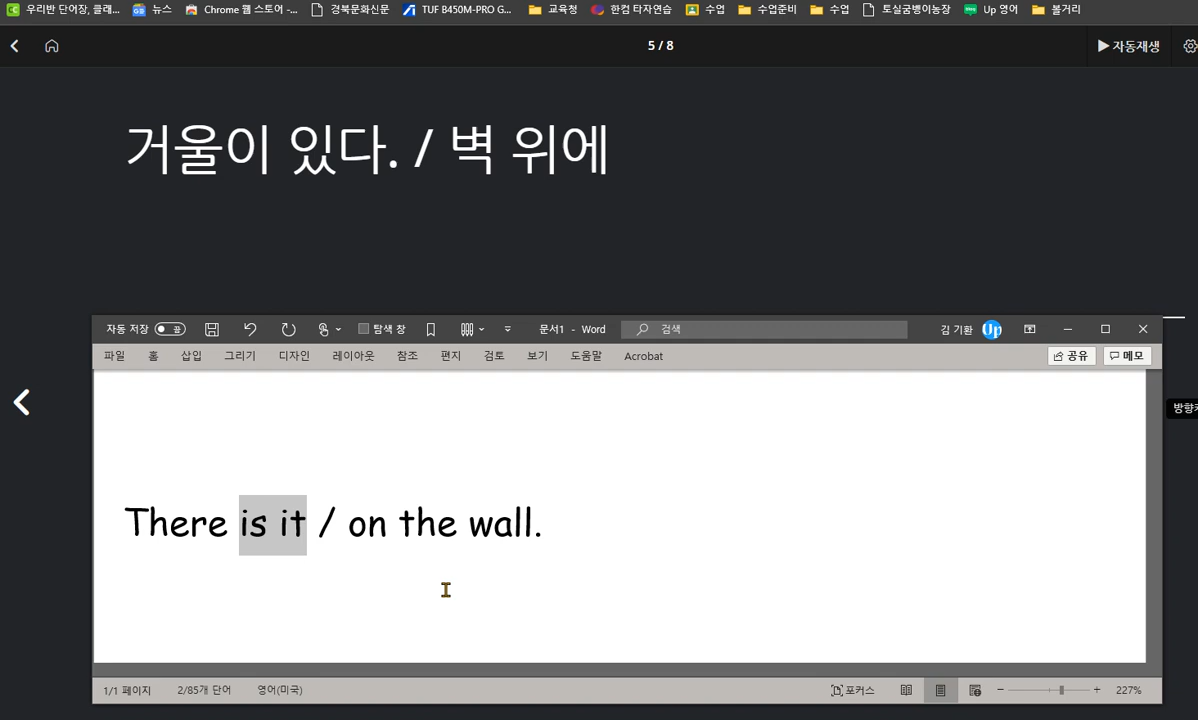 우리반 단어장, 클래... 뉴스 Chrome 웹 스토어 -... 경북문화신문 TUF B450M-PRO G... 교육청 한컴 타자연습 수업 수업준비 수업 토실굼벵이농장 Up 영어 볼거리
5 / 8 ▶자동재생
거울이 있다. / 벽 위에
자동 저장 끔 탐색 창 문서1 - Word 검색 김 기환 Up
파일 홈 삽입 그리기 디자인 레이아웃 참조 편지 검토 보기 도움말 Acrobat 공유 메모
방향키
There is it / on the wall.
1/1 페이지 2/85개 단어 영어(미국) 포커스 227%